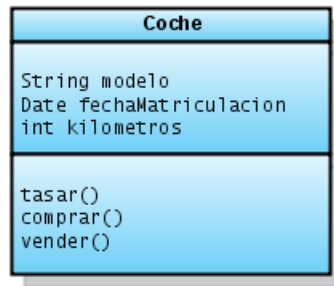 Coche
String modelo
Date fechaMatriculacion
int kilometros
tasar()
comprar()
vender()